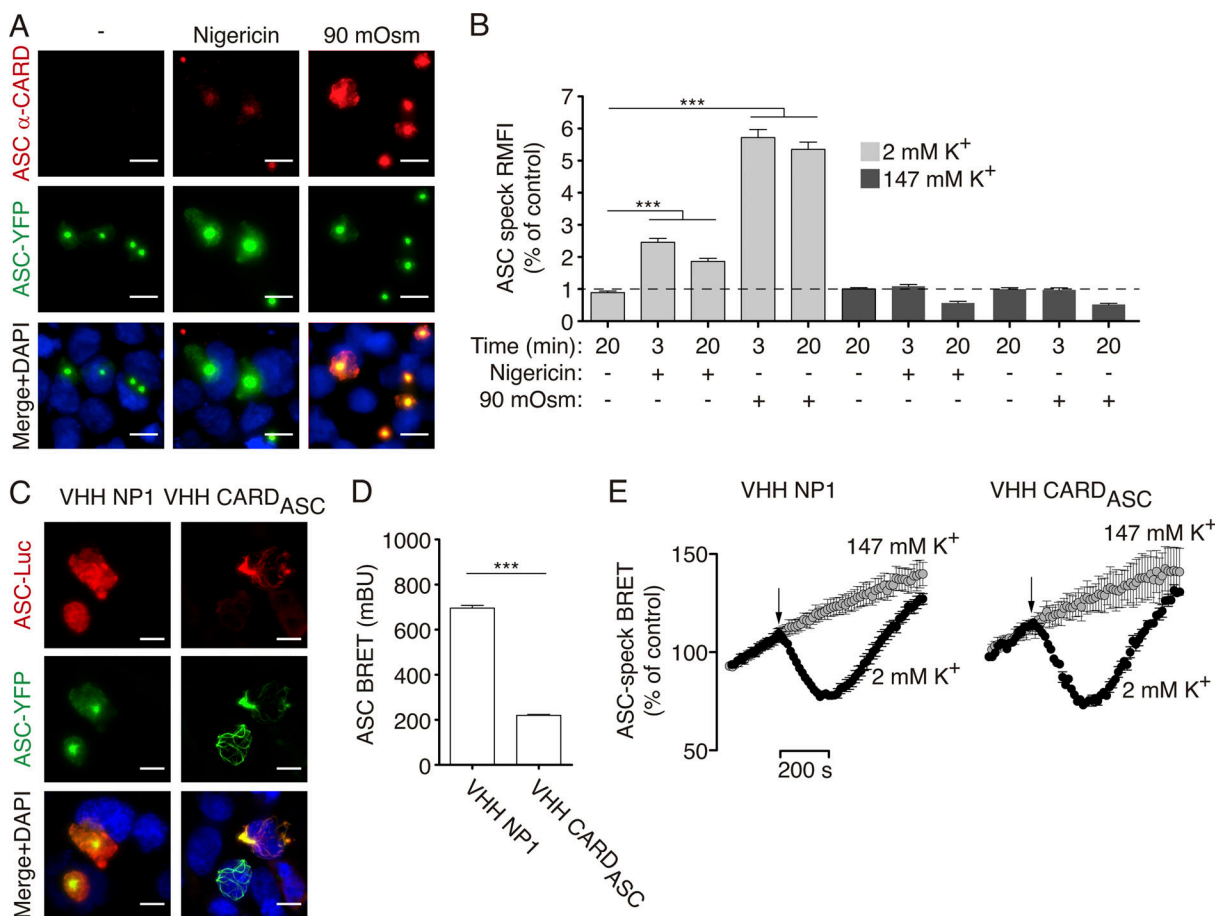 A
- Nigericin 90 mOsm
ASC α-CARD
ASC-YFP
Merge+DAPI
B
ASC speck RMFI
(% of control)
7
6
5
4
3
2
1
0
***
***
2 mM K+
147 mM K+
Time (min): 20 3 20 3 20 20 3 20 20 3 20
Nigericin: - + + - - - + + - - -
90 mOsm: - - - + + - - - - + +
C
VHH NP1 VHH CARDASC
ASC-Luc
ASC-YFP
Merge+DAPI
D
ASC BRET (mBU)
1000
800
600
400
200
0
***
VHH NP1
VHH CARDASC
E
VHH NP1 VHH CARDASC
ASC-speck BRET
(% of control)
150
100
50
147 mM K+
2 mM K+
200 s
147 mM K+
2 mM K+